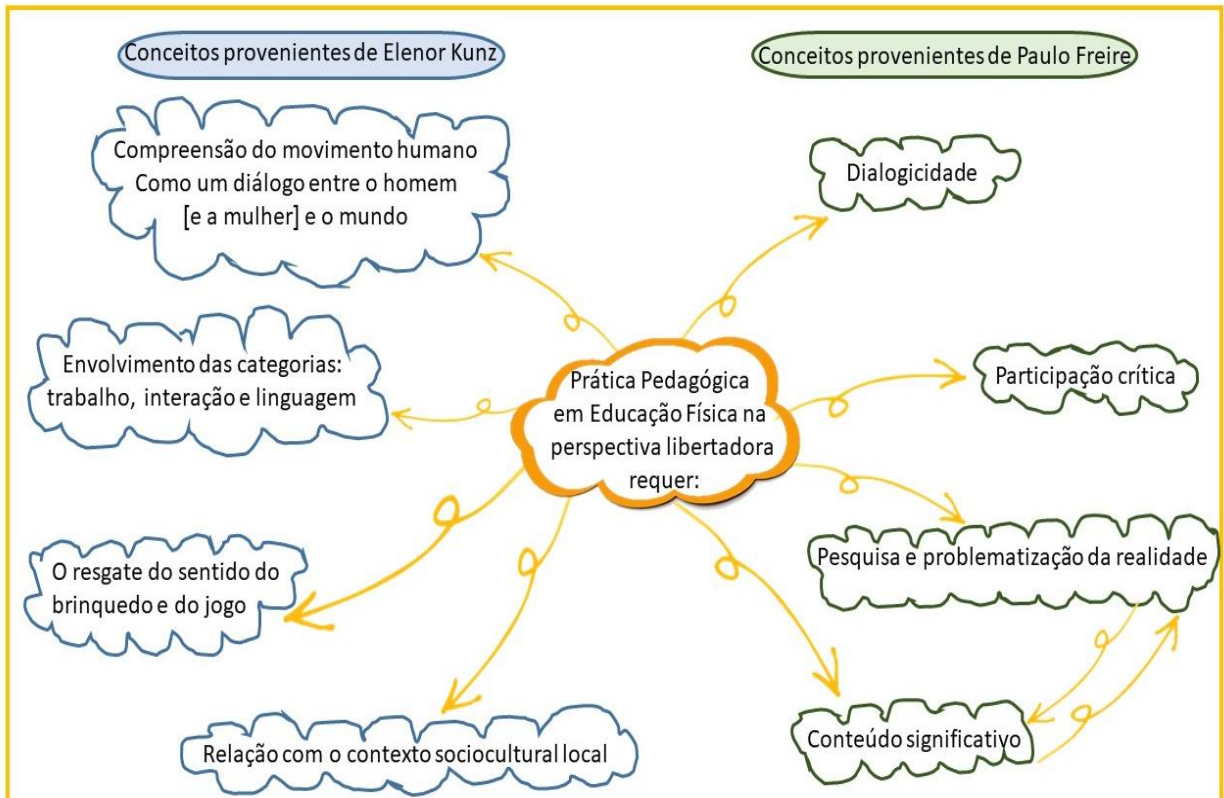 Conceitos provenientes de Elenor Kunz
Conceitos provenientes de Paulo Freire
Compreensão do movimento humano
Como um diálogo entre o homem
[e a mulher] e o mundo
Dialogicidade
Envolvimento das categorias:
trabalho, interação e linguagem
Prática Pedagógica
em Educação Física na
perspectiva libertadora
requer:
Participação crítica
O resgate do sentido do
brinquedo e do jogo
Pesquisa e problematização da realidade
Relação com o contexto sociocultural local
Conteúdo significativo